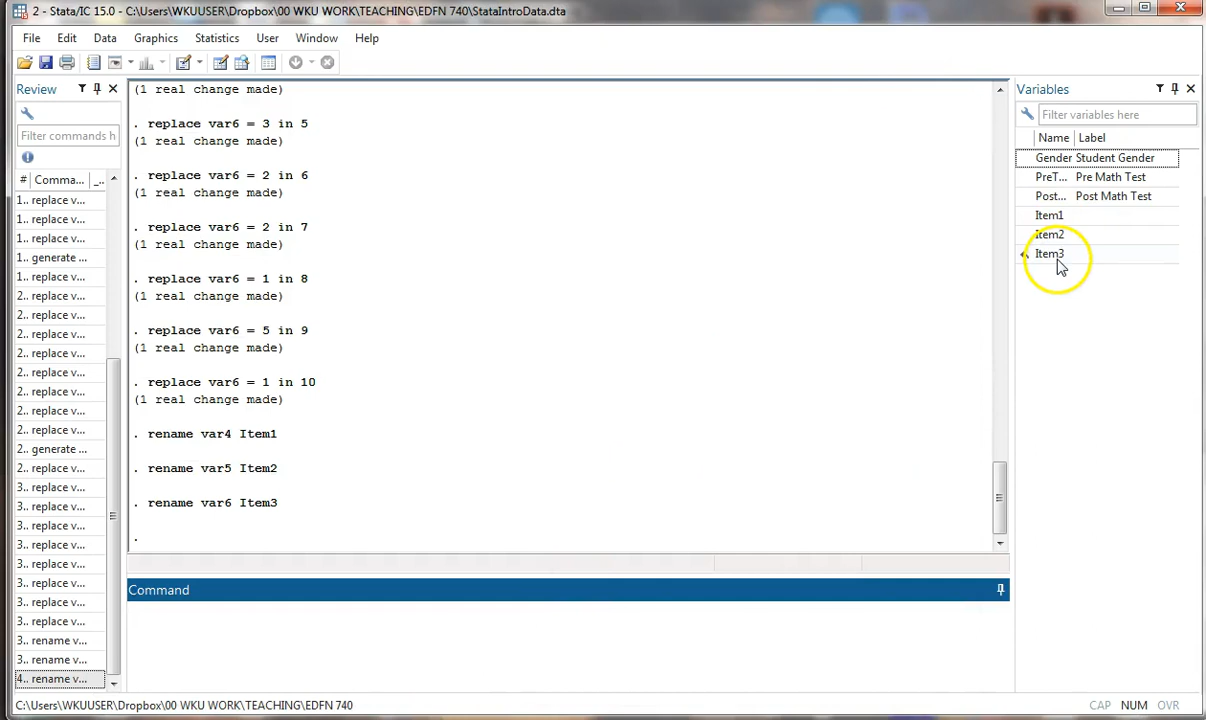 2 - Stata/IC 15.0 - C:\Users\WKUUSER\Dropbox\00 WKU WORK\TEACHING\EDFN 740\StataIntroData.dta
File Edit Data Graphics Statistics User Window Help
Review
Filter commands h
# Comma...
1.. replace v...
1.. replace v...
1.. replace v...
1.. generate ...
1.. replace v...
2.. replace v...
2.. replace v...
2.. replace v...
2.. replace v...
2.. replace v...
2.. replace v...
2.. replace v...
2.. replace v...
2.. generate ...
2.. replace v...
3.. replace v...
3.. replace v...
3.. replace v...
3.. replace v...
3.. replace v...
3.. replace v...
3.. replace v...
3.. replace v...
3.. rename v...
3.. rename v...
4.. rename v...
(1 real change made)
. replace var6 = 3 in 5
(1 real change made)
. replace var6 = 2 in 6
(1 real change made)
. replace var6 = 2 in 7
(1 real change made)
. replace var6 = 1 in 8
(1 real change made)
. replace var6 = 5 in 9
(1 real change made)
. replace var6 = 1 in 10
(1 real change made)
. rename var4 Item1
. rename var5 Item2
. rename var6 Item3
.
Command
Variables
Filter variables here
Name Label
Gender Student Gender
PreT... Pre Math Test
Post... Post Math Test
Item1
Item2
Item3
C:\Users\WKUUSER\Dropbox\00 WKU WORK\TEACHING\EDFN 740
CAP NUM OVR